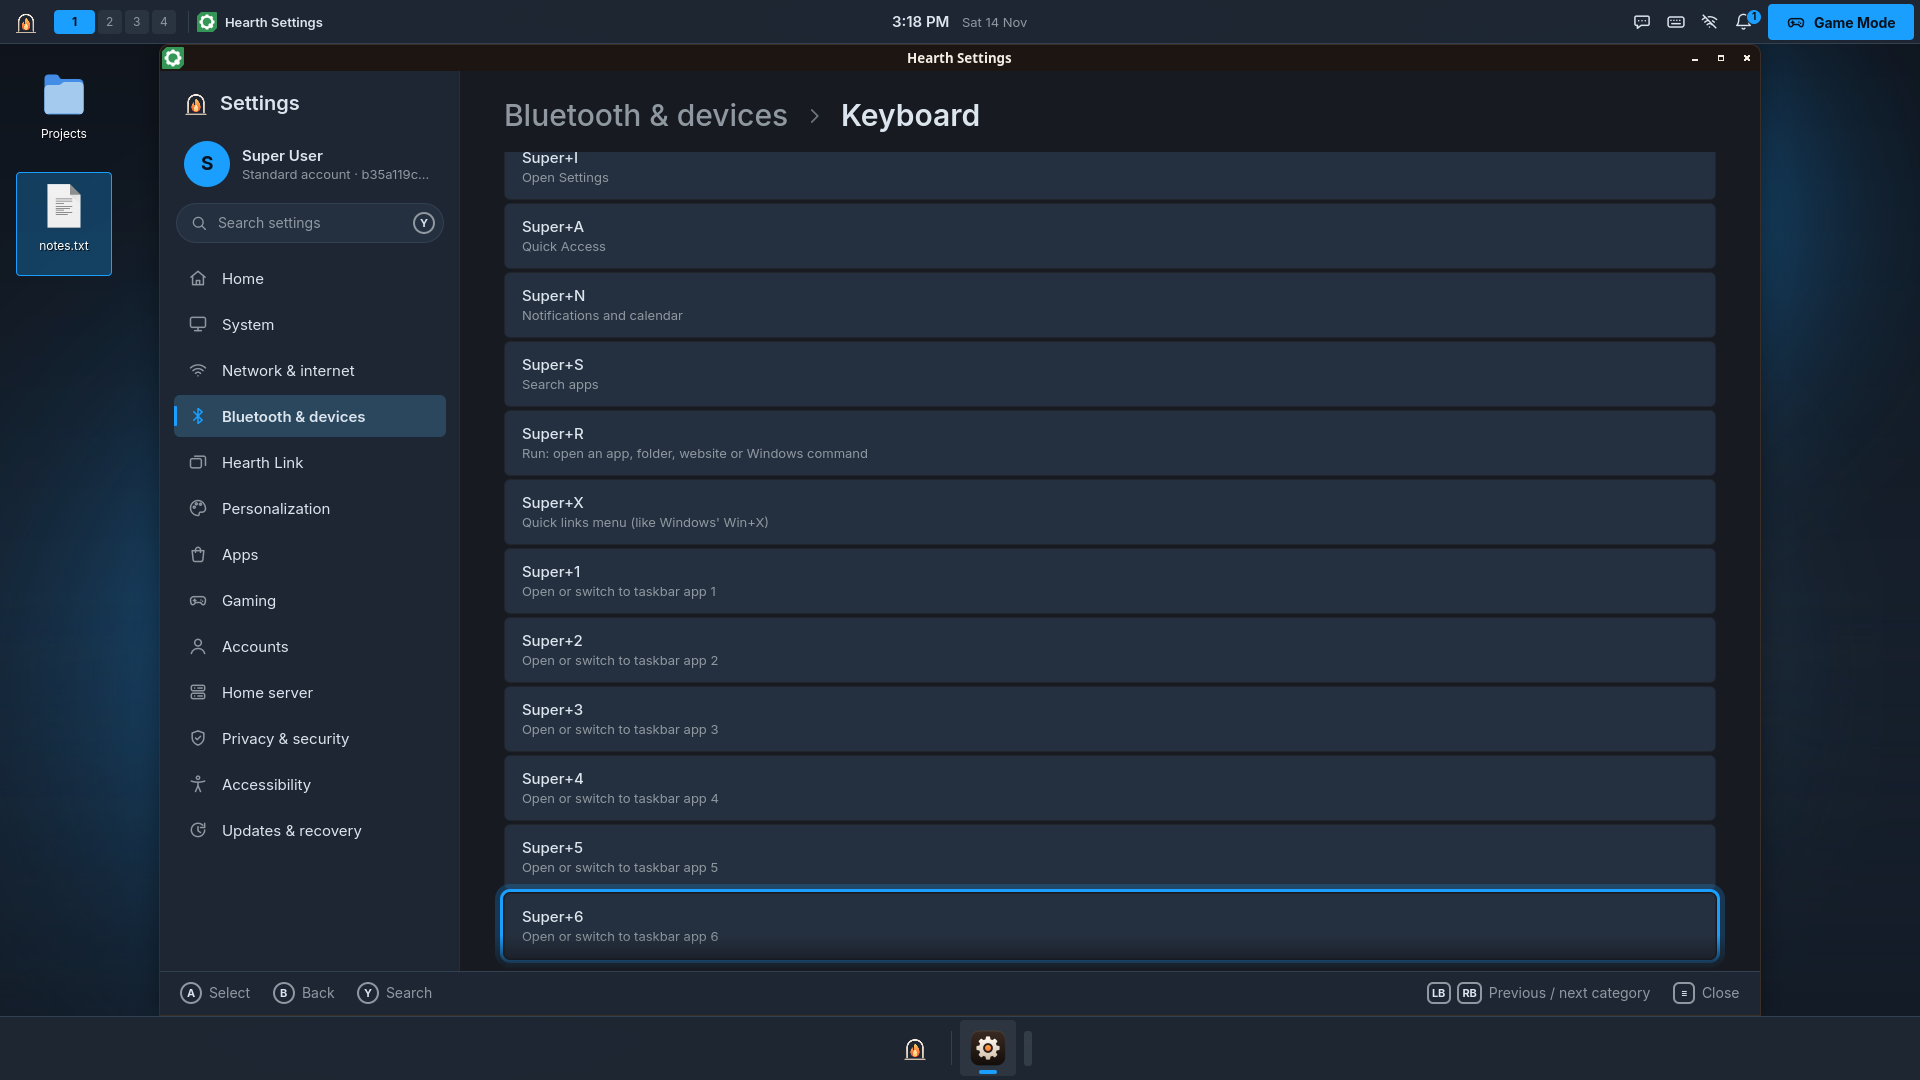 1 2 3 4 Hearth Settings 3:18 PM Sat 14 Nov 1 Game Mode
Hearth Settings
Projects
notes.txt
Settings
S
Super User
Standard account · b35a119c...
Search settings Y
Home
System
Network & internet
Bluetooth & devices
Hearth Link
Personalization
Apps
Gaming
Accounts
Home server
Privacy & security
Accessibility
Updates & recovery
Bluetooth & devices > Keyboard
Super+I
Open Settings
Super+A
Quick Access
Super+N
Notifications and calendar
Super+S
Search apps
Super+R
Run: open an app, folder, website or Windows command
Super+X
Quick links menu (like Windows' Win+X)
Super+1
Open or switch to taskbar app 1
Super+2
Open or switch to taskbar app 2
Super+3
Open or switch to taskbar app 3
Super+4
Open or switch to taskbar app 4
Super+5
Open or switch to taskbar app 5
Super+6
Open or switch to taskbar app 6
A Select B Back Y Search LB RB Previous / next category ≡ Close